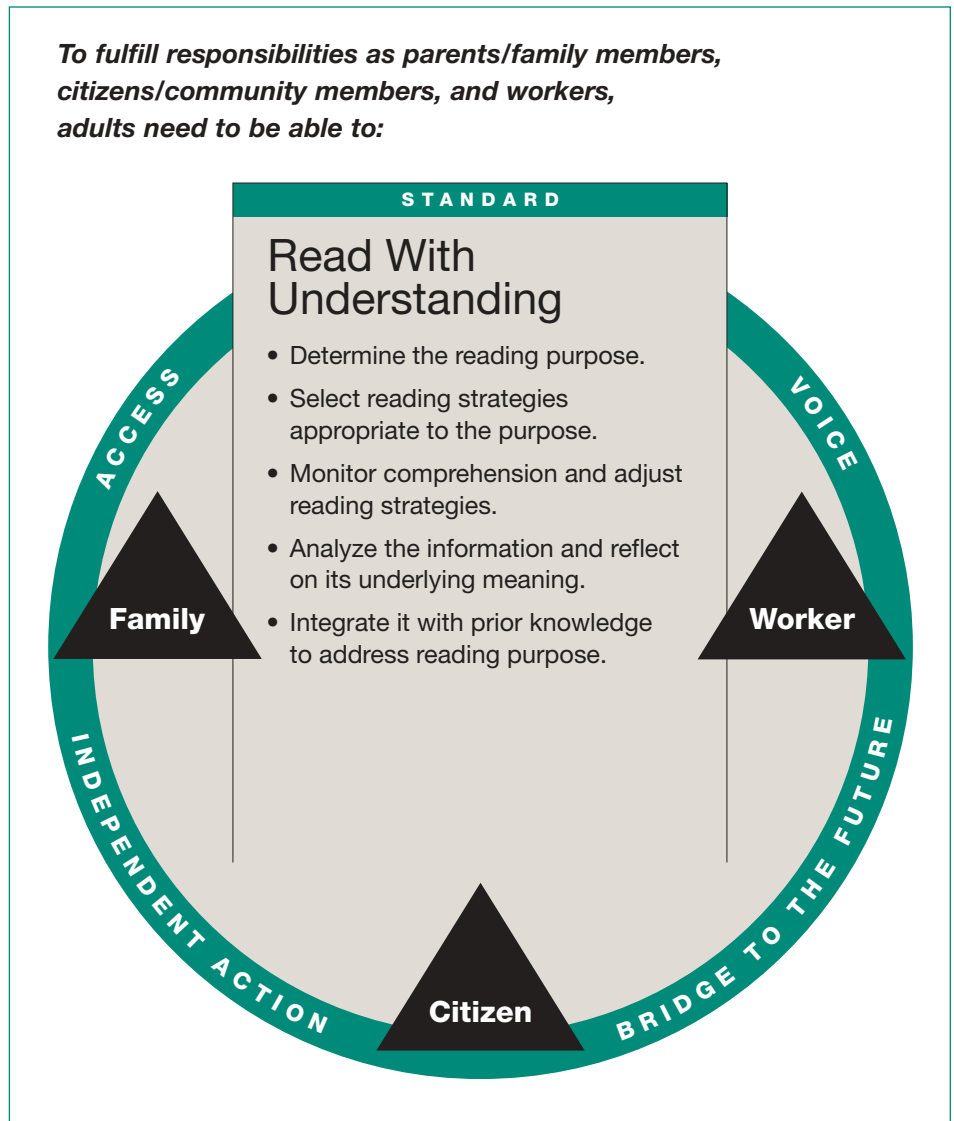 To fulfill responsibilities as parents/family members,
citizens/community members, and workers,
adults need to be able to:
STANDARD
Read With
Understanding
• Determine the reading purpose.
• Select reading strategies
appropriate to the purpose.
• Monitor comprehension and adjust
reading strategies.
• Analyze the information and reflect
on its underlying meaning.
• Integrate it with prior knowledge
to address reading purpose.
ACCESS
VOICE
Family
Worker
INDEPENDENT ACTION
BRIDGE TO THE FUTURE
Citizen